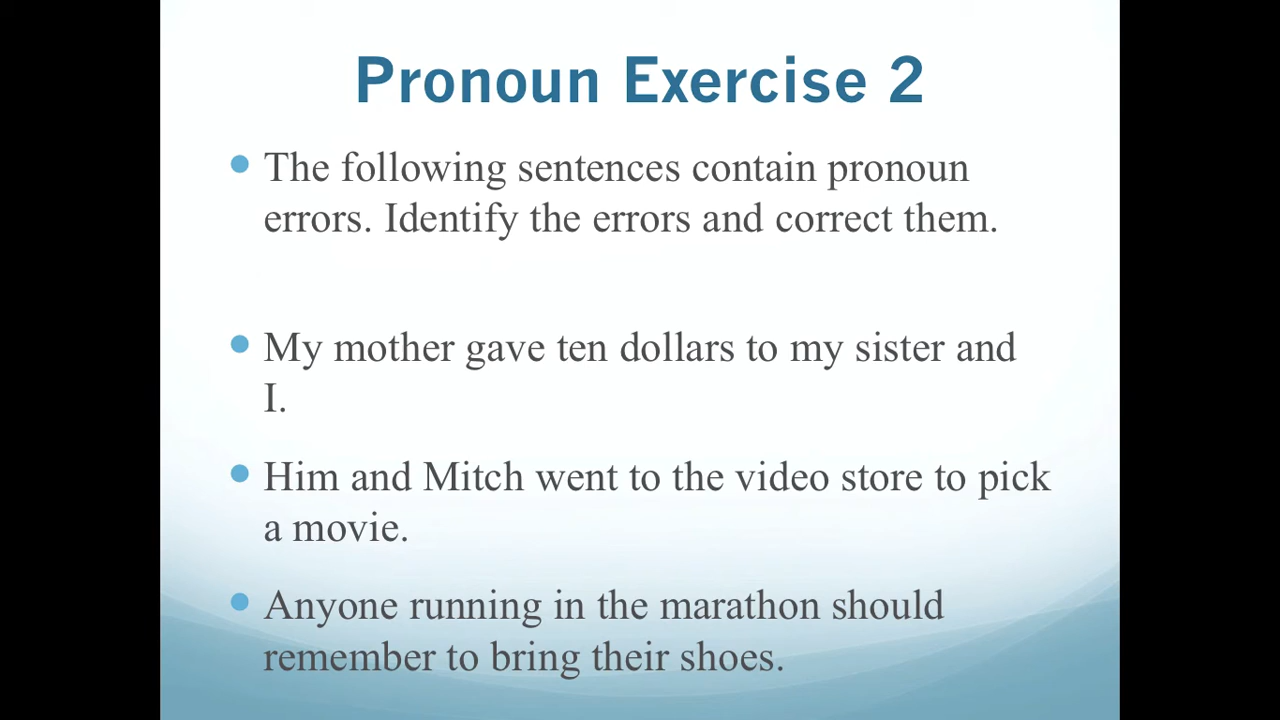 Pronoun Exercise 2
• The following sentences contain pronoun
errors. Identify the errors and correct them.
• My mother gave ten dollars to my sister and
I.
• Him and Mitch went to the video store to pick
a movie.
• Anyone running in the marathon should
remember to bring their shoes.